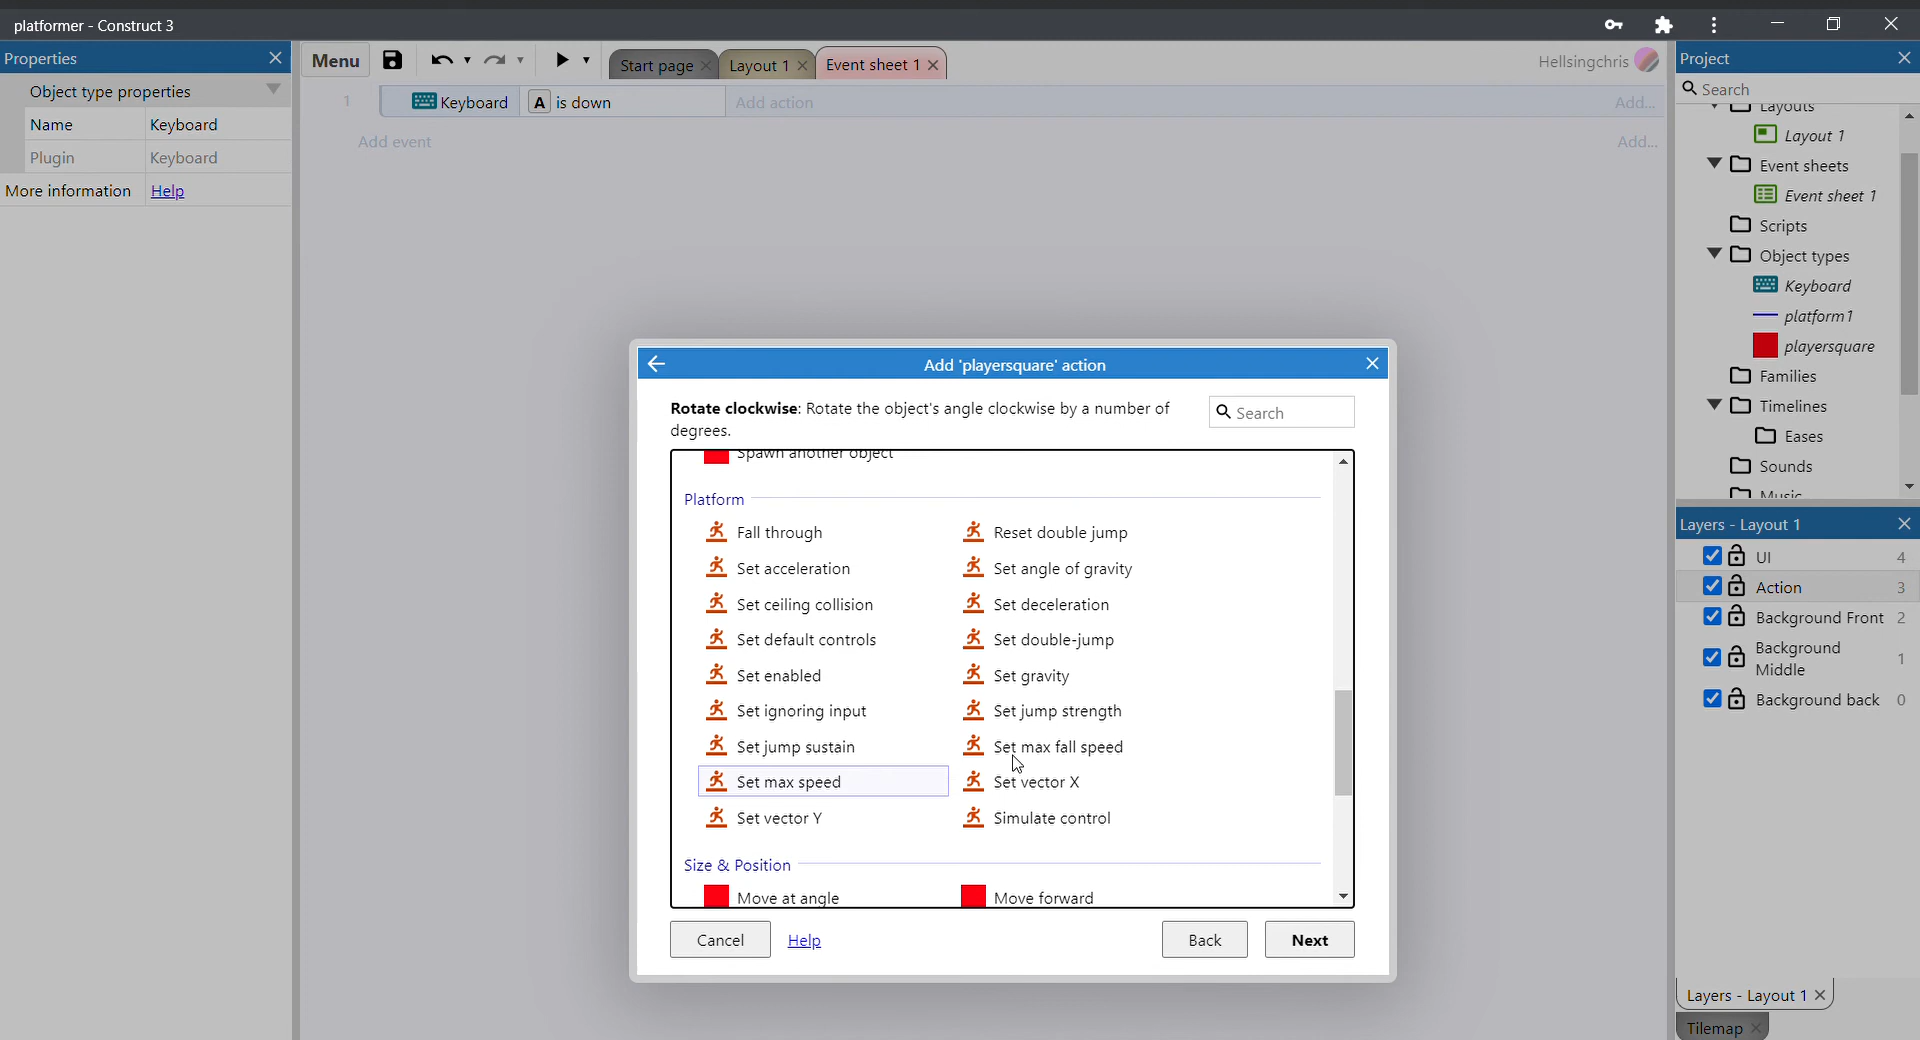 platformer - Construct 3
Properties
Object type properties
Name Keyboard
Plugin Keyboard
More information Help
Menu
Start page
Layout 1
Event sheet 1
Hellsingchris
1 Keyboard A is down Add action Add...
Add event Add...
Add 'playersquare' action
Rotate clockwise: Rotate the object's angle clockwise by a number of
degrees.
Search
Spawn another object
Platform
Fall through Reset double jump
Set acceleration Set angle of gravity
Set ceiling collision Set deceleration
Set default controls Set double-jump
Set enabled Set gravity
Set ignoring input Set jump strength
Set jump sustain Set max fall speed
Set max speed Set vector X
Set vector Y Simulate control
Size & Position
Move at angle Move forward
Cancel Help Back Next
Project
Search
Layouts
Layout 1
Event sheets
Event sheet 1
Scripts
Object types
Keyboard
platform1
playersquare
Families
Timelines
Eases
Sounds
Music
Layers - Layout 1
UI 4
Action 3
Background Front 2
Background
Middle 1
Background back 0
Layers - Layout 1
Tilemap